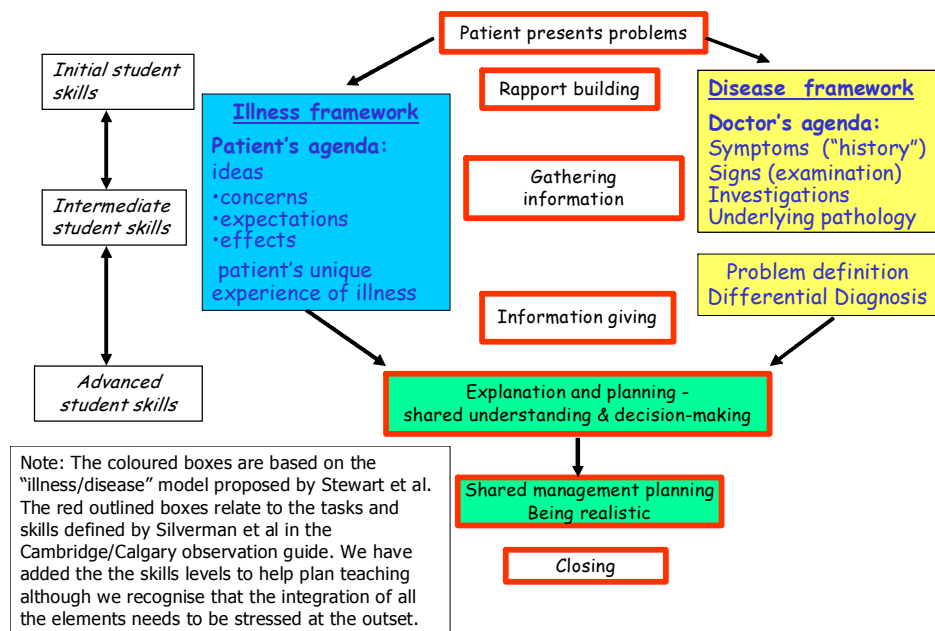 Patient presents problems
Initial student
skills
Rapport building
Illness framework
Patient's agenda:
ideas
•concerns
•expectations
•effects
patient's unique
experience of illness
Disease framework
Doctor's agenda:
Symptoms ("history")
Signs (examination)
Investigations
Underlying pathology
Gathering
information
Intermediate
student skills
Problem definition
Differential Diagnosis
Information giving
Advanced
student skills
Explanation and planning -
shared understanding & decision-making
Note: The coloured boxes are based on the
"illness/disease" model proposed by Stewart et al.
The red outlined boxes relate to the tasks and
skills defined by Silverman et al in the
Cambridge/Calgary observation guide. We have
added the the skills levels to help plan teaching
although we recognise that the integration of all
the elements needs to be stressed at the outset.
Shared management planning
Being realistic
Closing